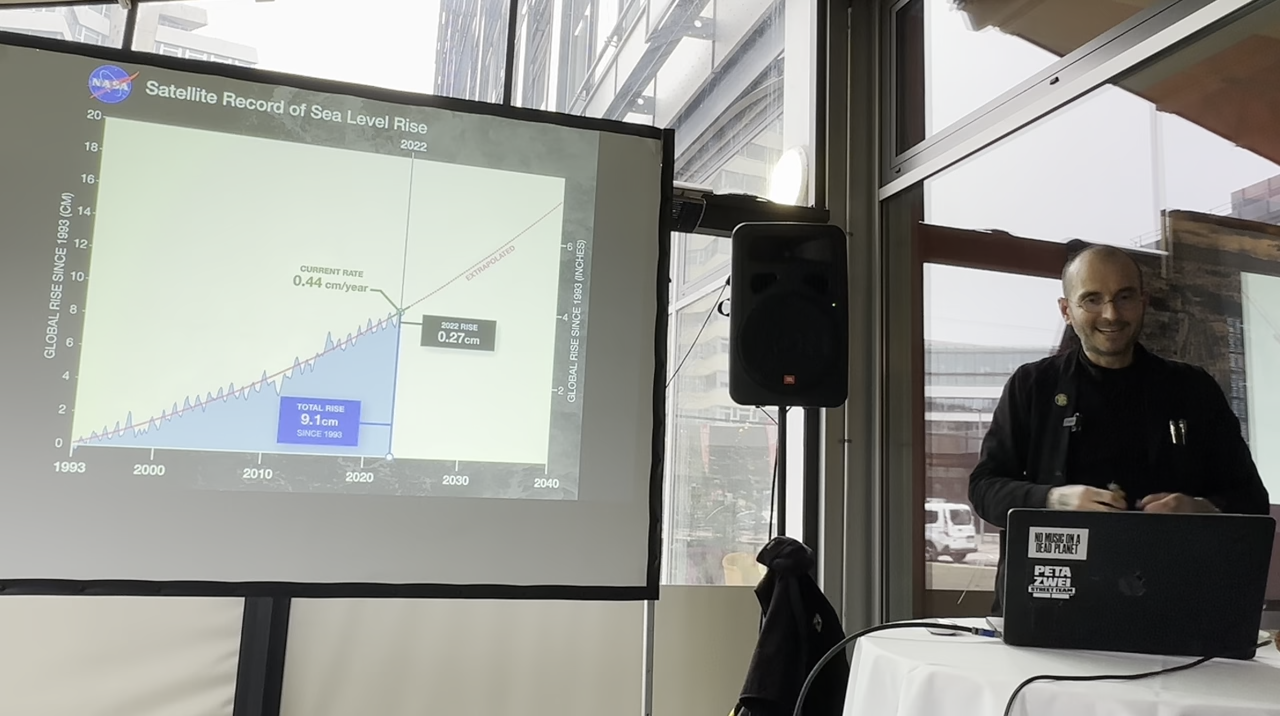 NASA
Satellite Record of Sea Level Rise
2022
20
18
16
14
12
10
8
6
4
2
0
GLOBAL RISE SINCE 1993 (CM)
CURRENT RATE
0.44 cm/year
EXTRAPOLATED
2022 RISE
0.27cm
TOTAL RISE
9.1cm
SINCE 1993
6
4
2
GLOBAL RISE SINCE 1993 (INCHES)
1993
2000
2010
2020
2030
2040
JBL
NO MUSIC ON A
DEAD PLANET
PETA
ZWEI
STREET TEAM